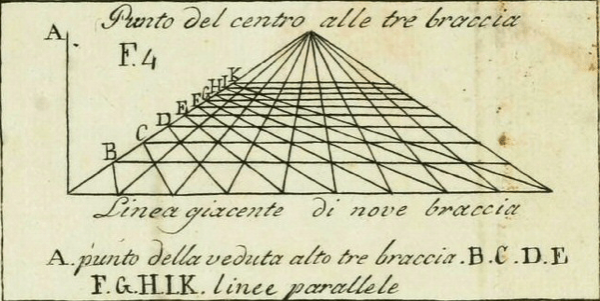 Punto del centro alle tre braccia
A
F.4
K
I
H
G
F
E
D
C
B
Linea giacente di nove braccia
A. punto della veduta alto tre braccia. B. C. D. E
F. G. H. I. K. linee parallele